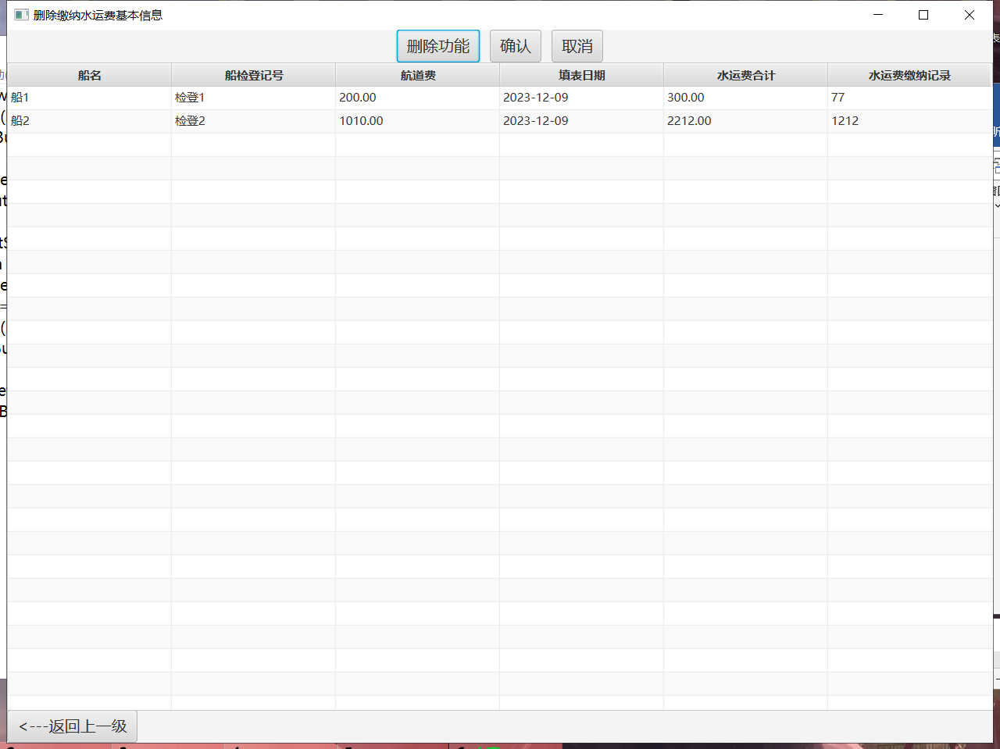 删除缴纳水运费基本信息
删除功能 确认 取消
船名 船检登记号 航道费 填表日期 水运费合计 水运费缴纳记录
船1 检登1 200.00 2023-12-09 300.00 77
船2 检登2 1010.00 2023-12-09 2212.00 1212
<---返回上一级